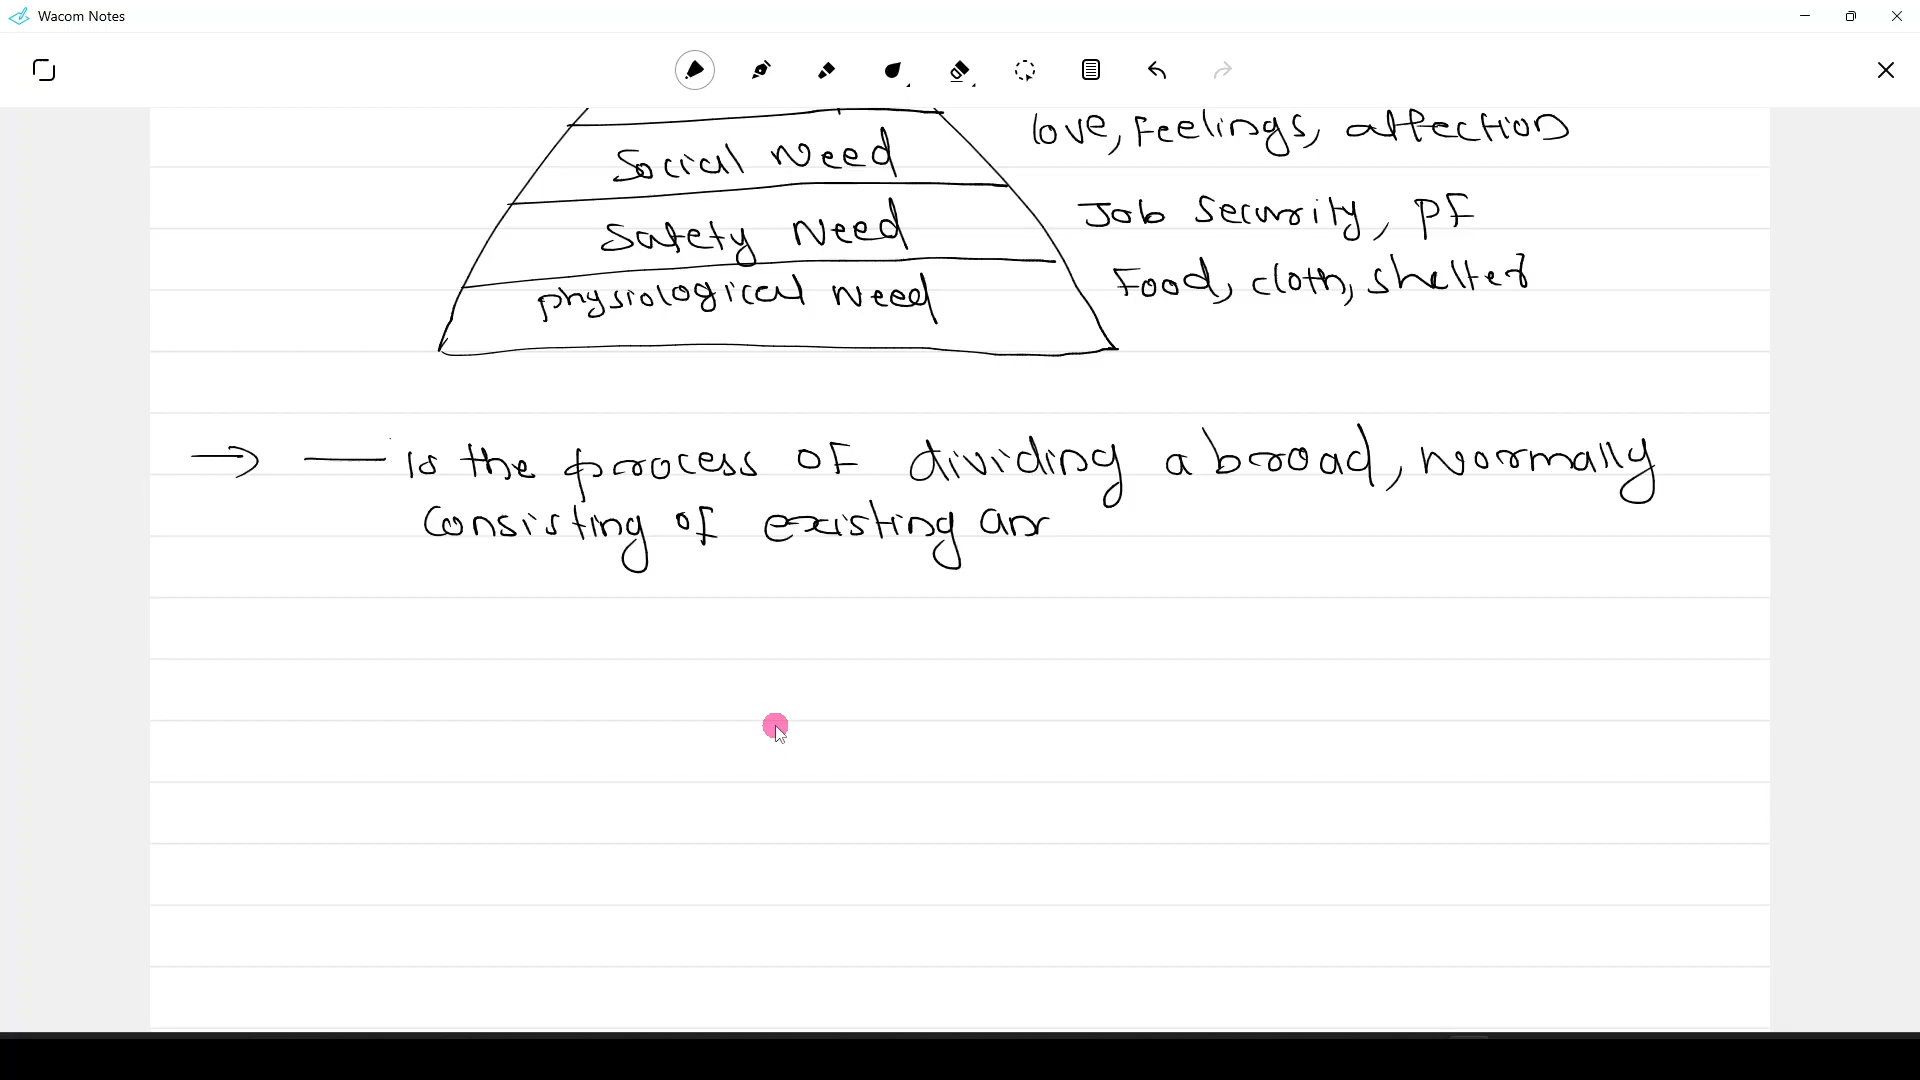 Wacom Notes
love, Feelings, affection
Social Need
Job Security, PF
Safety Need
Food, cloth, shelter
physiological Need
→ — is the process of dividing a broad, Normally
Consisting of existing an